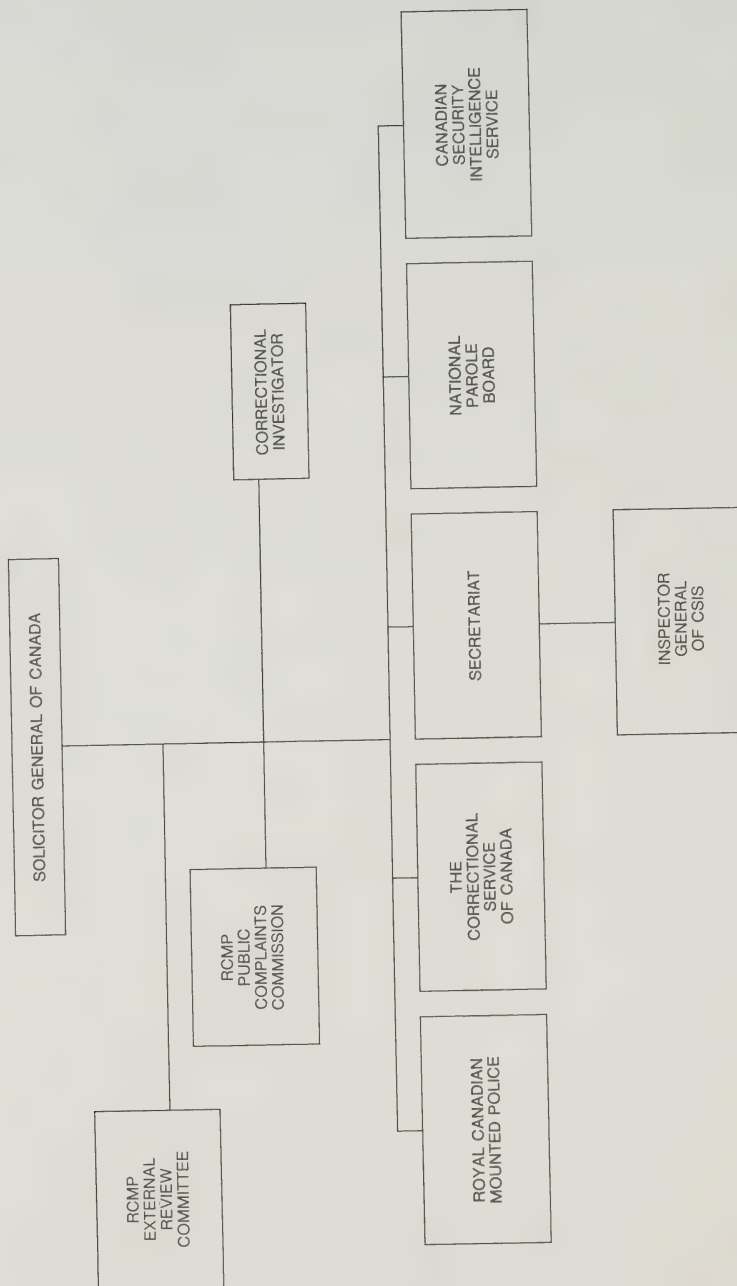 SOLICITOR GENERAL OF CANADA
RCMP
EXTERNAL
REVIEW
COMMITTEE
RCMP
PUBLIC
COMPLAINTS
COMMISSION
CORRECTIONAL
INVESTIGATOR
ROYAL CANADIAN
MOUNTED POLICE
THE
CORRECTIONAL
SERVICE
OF CANADA
SECRETARIAT
NATIONAL
PAROLE
BOARD
CANADIAN
SECURITY
INTELLIGENCE
SERVICE
INSPECTOR
GENERAL
OF CSIS